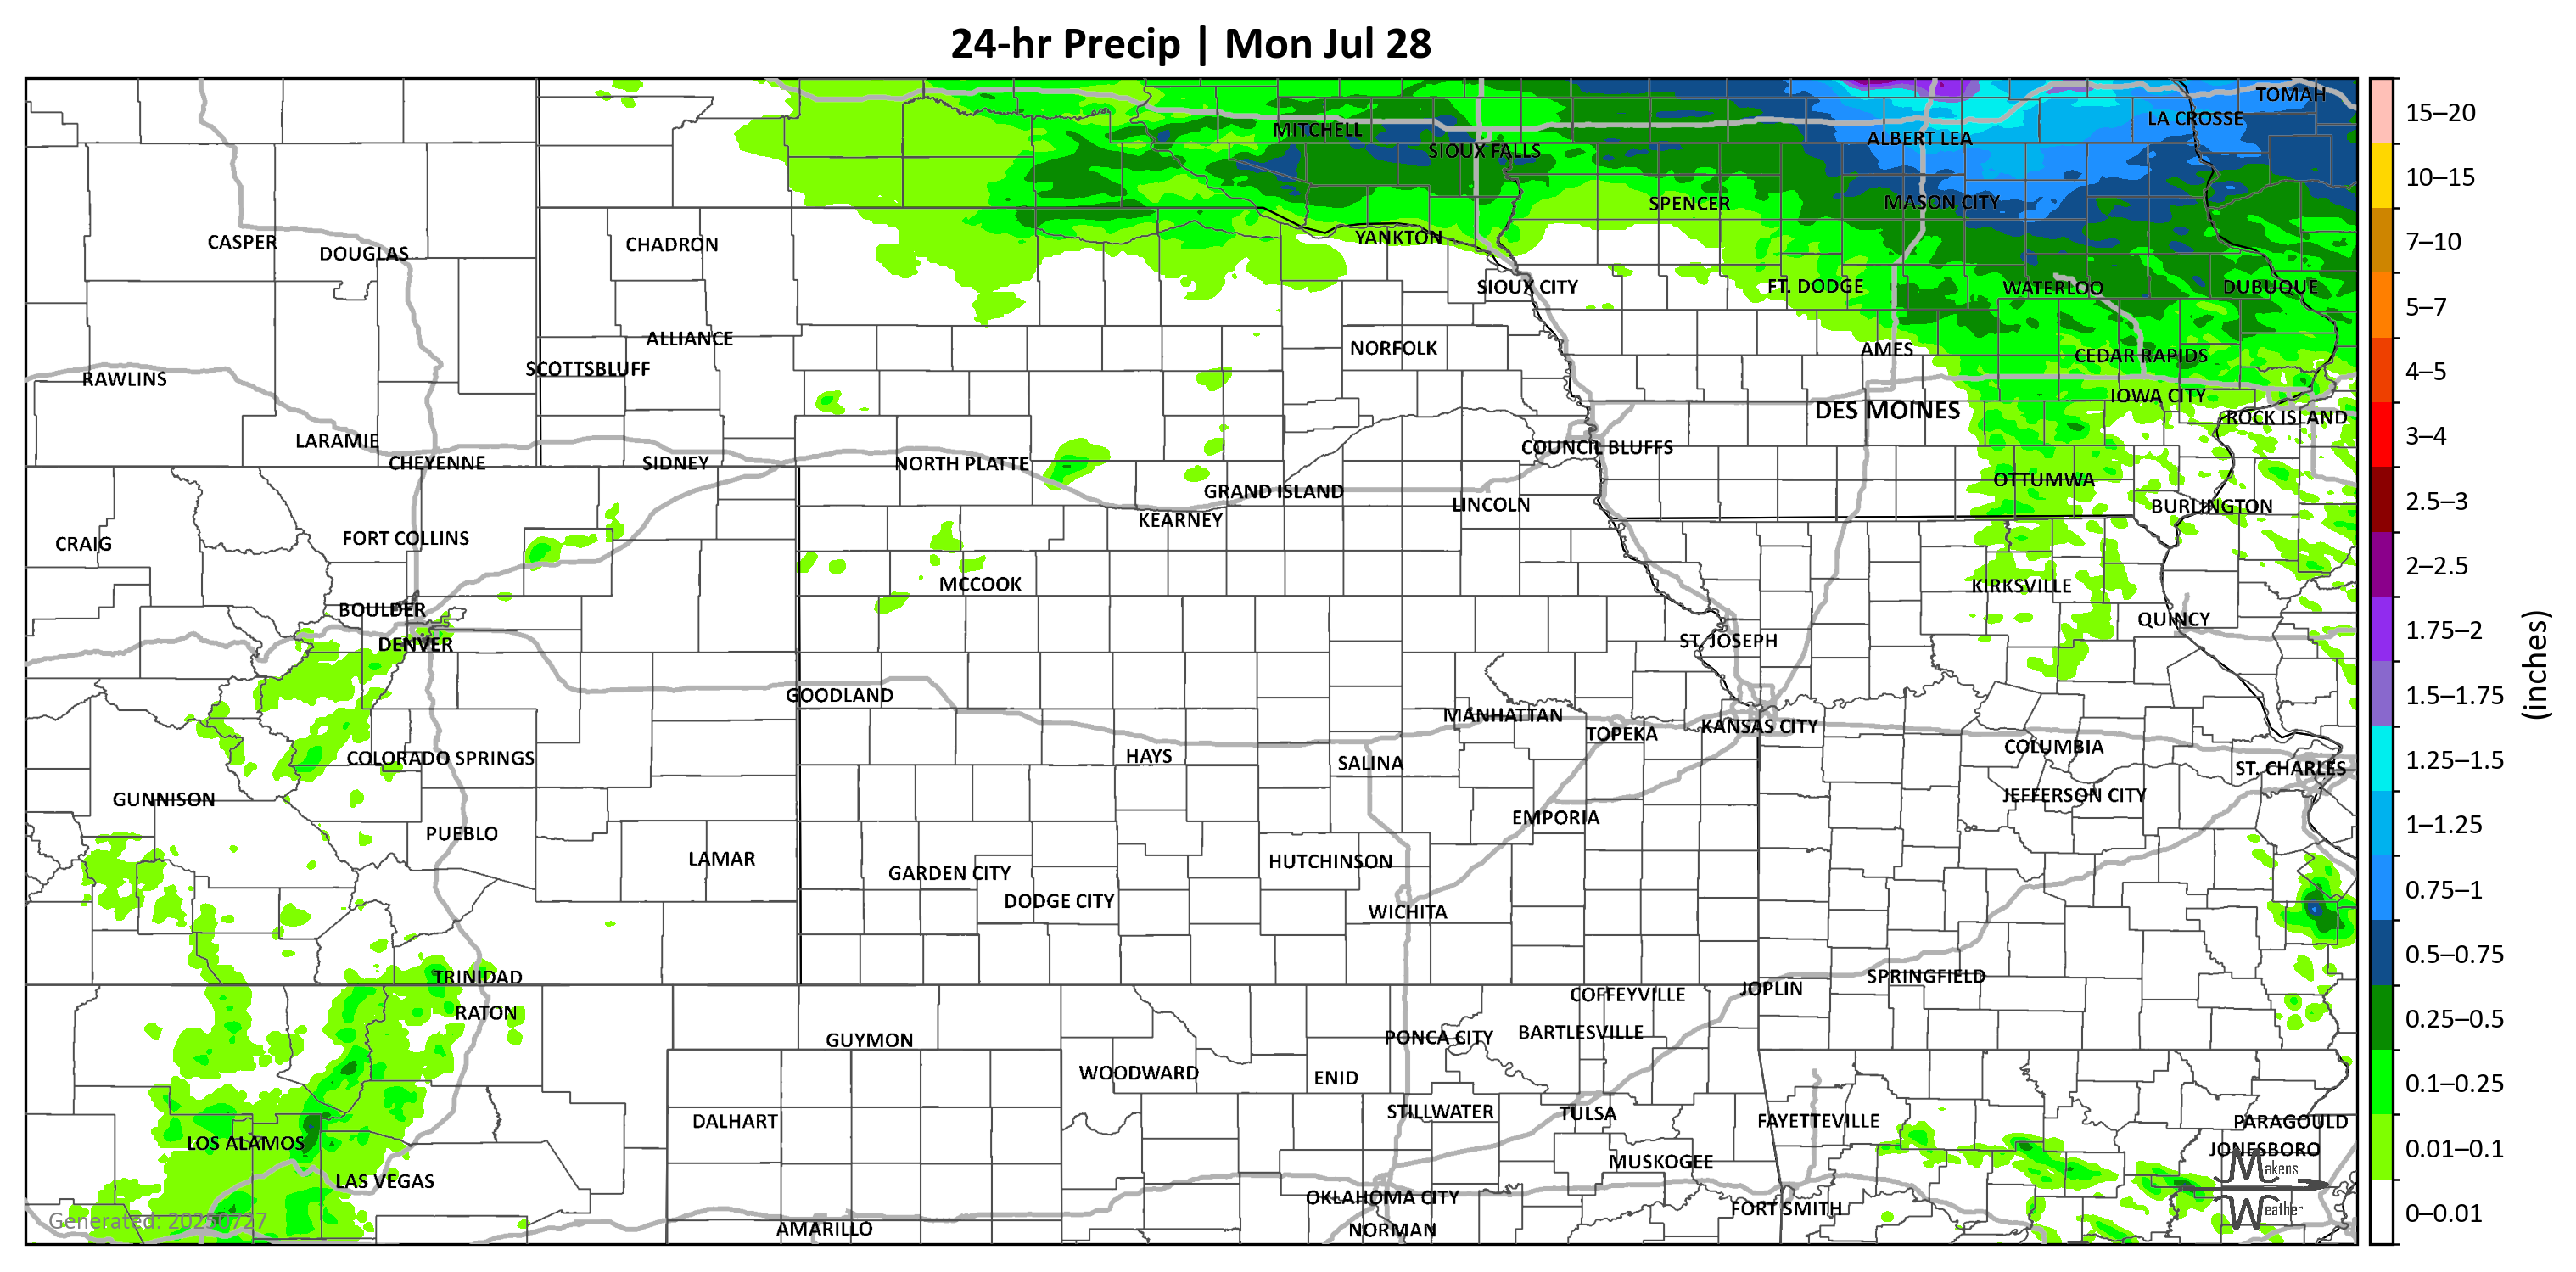 24-hr Precip | Mon Jul 28
TOMAH
LA CROSSE
MITCHELL
ALBERT LEA
SIOUX FALLS
MASON CITY
SPENCER
YANKTON
CASPER
CHADRON
DOUGLAS
FT. DODGE
SIOUX CITY
WATERLOO
DUBUQUE
ALLIANCE
NORFOLK
AMES
CEDAR RAPIDS
SCOTTSBLUFF
RAWLINS
IOWA CITY
DES MOINES
ROCK ISLAND
LARAMIE
COUNCIL BLUFFS
CHEYENNE
SIDNEY
NORTH PLATTE
OTTUMWA
GRAND ISLAND
LINCOLN
BURLINGTON
KEARNEY
FORT COLLINS
CRAIG
MCCOOK
KIRKSVILLE
BOULDER
QUINCY
DENVER
ST. JOSEPH
GOODLAND
MANHATTAN
KANSAS CITY
TOPEKA
COLUMBIA
COLORADO SPRINGS
HAYS
SALINA
ST. CHARLES
GUNNISON
JEFFERSON CITY
EMPORIA
PUEBLO
LAMAR
HUTCHINSON
GARDEN CITY
DODGE CITY
WICHITA
TRINIDAD
SPRINGFIELD
JOPLIN
COFFEYVILLE
RATON
BARTLESVILLE
PONCA CITY
GUYMON
WOODWARD
ENID
STILLWATER
TULSA
DALHART
FAYETTEVILLE
PARAGOULD
LOS ALAMOS
JONESBORO
MUSKOGEE
LAS VEGAS
OKLAHOMA CITY
FORT SMITH
AMARILLO
NORMAN
Generated: 20250727
Makens
Weather
15–20
10–15
7–10
5–7
4–5
3–4
2.5–3
2–2.5
1.75–2
1.5–1.75
1.25–1.5
1–1.25
0.75–1
0.5–0.75
0.25–0.5
0.1–0.25
0.01–0.1
0–0.01
(inches)